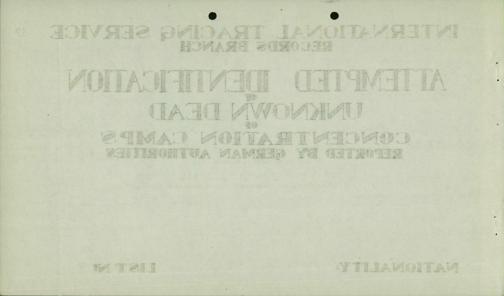 INTERNATIONAL TRACING SERVICE
RECORDS BRANCH
ATTEMPTED IDENTIFICATION
OF
UNKNOWN DEAD
OF
CONCENTRATION CAMPS
REPORTED BY GERMAN AUTHORITIES
NATIONALITY: LIST Nº